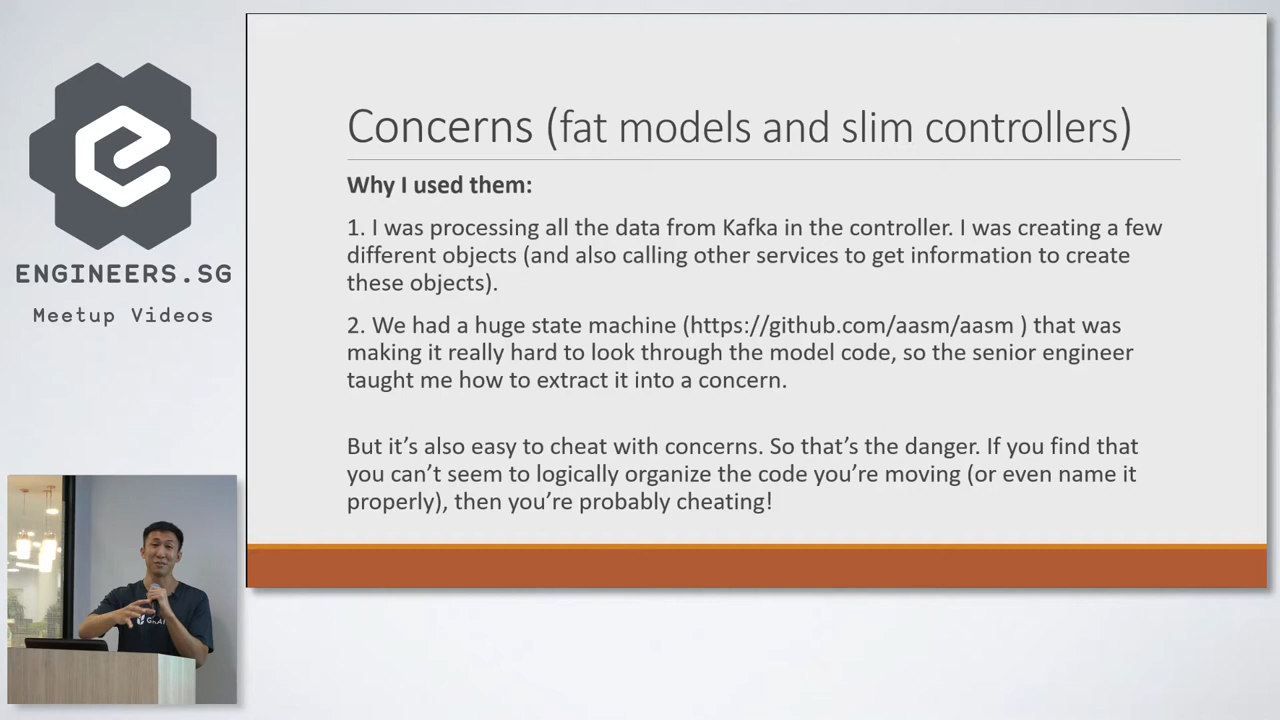 ENGINEERS.SG
Meetup Videos
Concerns (fat models and slim controllers)
Why I used them:
1. I was processing all the data from Kafka in the controller. I was creating a few
different objects (and also calling other services to get information to create
these objects).
2. We had a huge state machine (https://github.com/aasm/aasm ) that was
making it really hard to look through the model code, so the senior engineer
taught me how to extract it into a concern.
But it’s also easy to cheat with concerns. So that’s the danger. If you find that
you can’t seem to logically organize the code you’re moving (or even name it
properly), then you’re probably cheating!